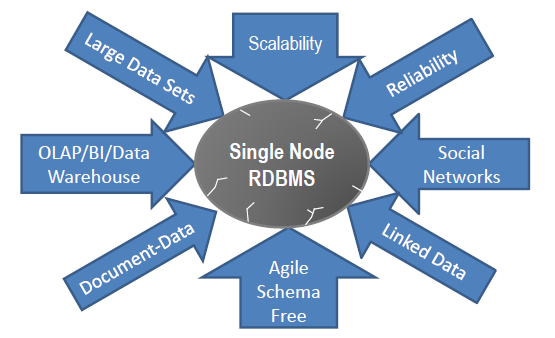 Large Data Sets
Scalability
Reliability
OLAP/BI/Data
Warehouse
Single Node
RDBMS
Social
Networks
Document-Data
Agile
Schema
Free
Linked Data